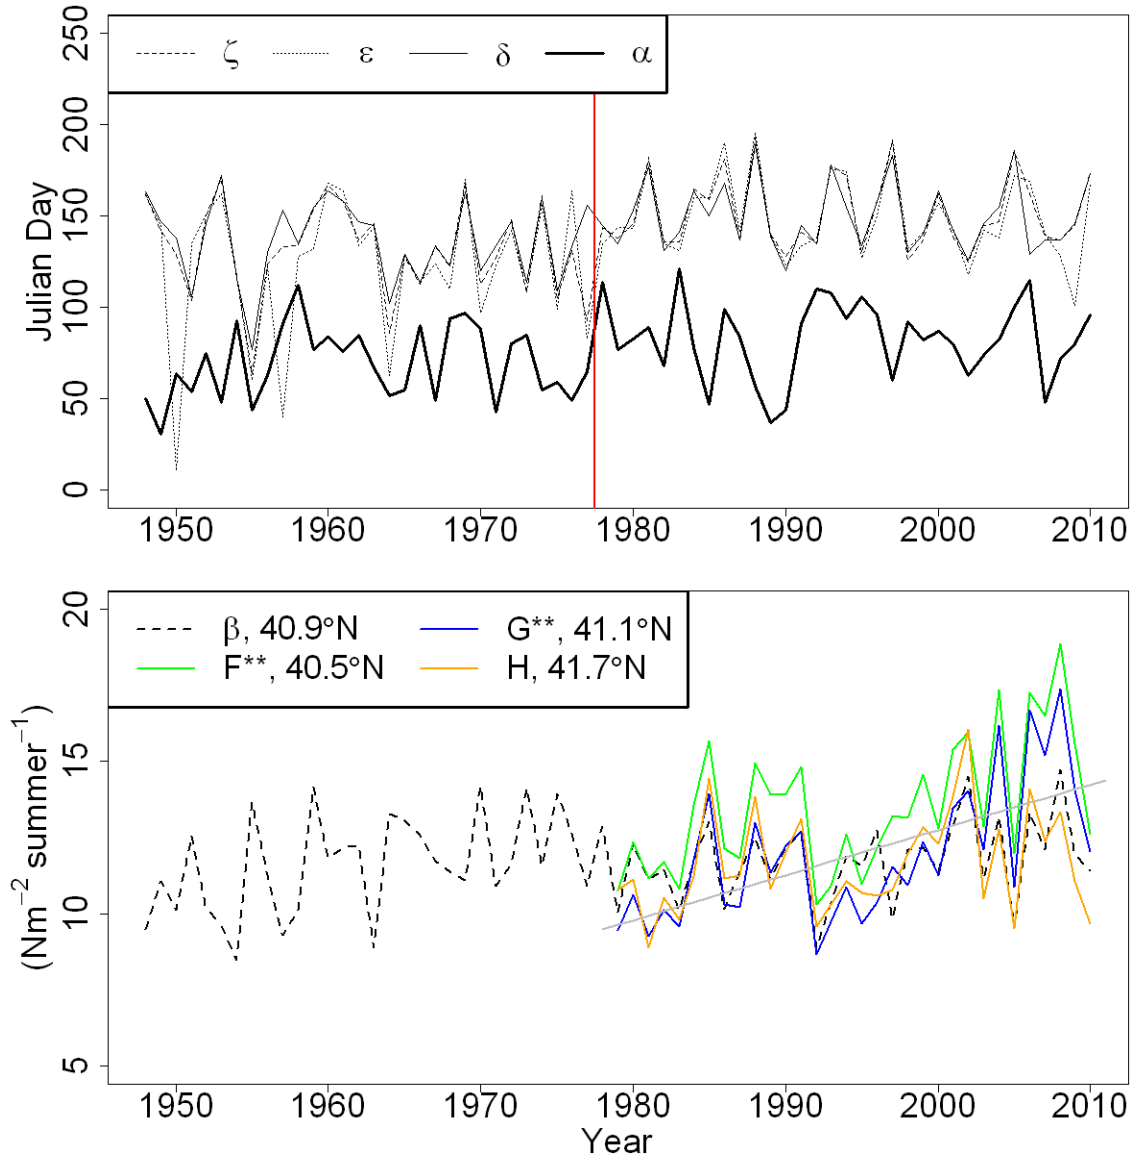 250
ζ ε δ α
200
150
100
50
0
Julian Day
1950 1960 1970 1980 1990 2000 2010
20
β, 40.9°N G**, 41.1°N
F**, 40.5°N H, 41.7°N
15
10
5
(Nm⁻² summer⁻¹)
1950 1960 1970 1980 1990 2000 2010
Year